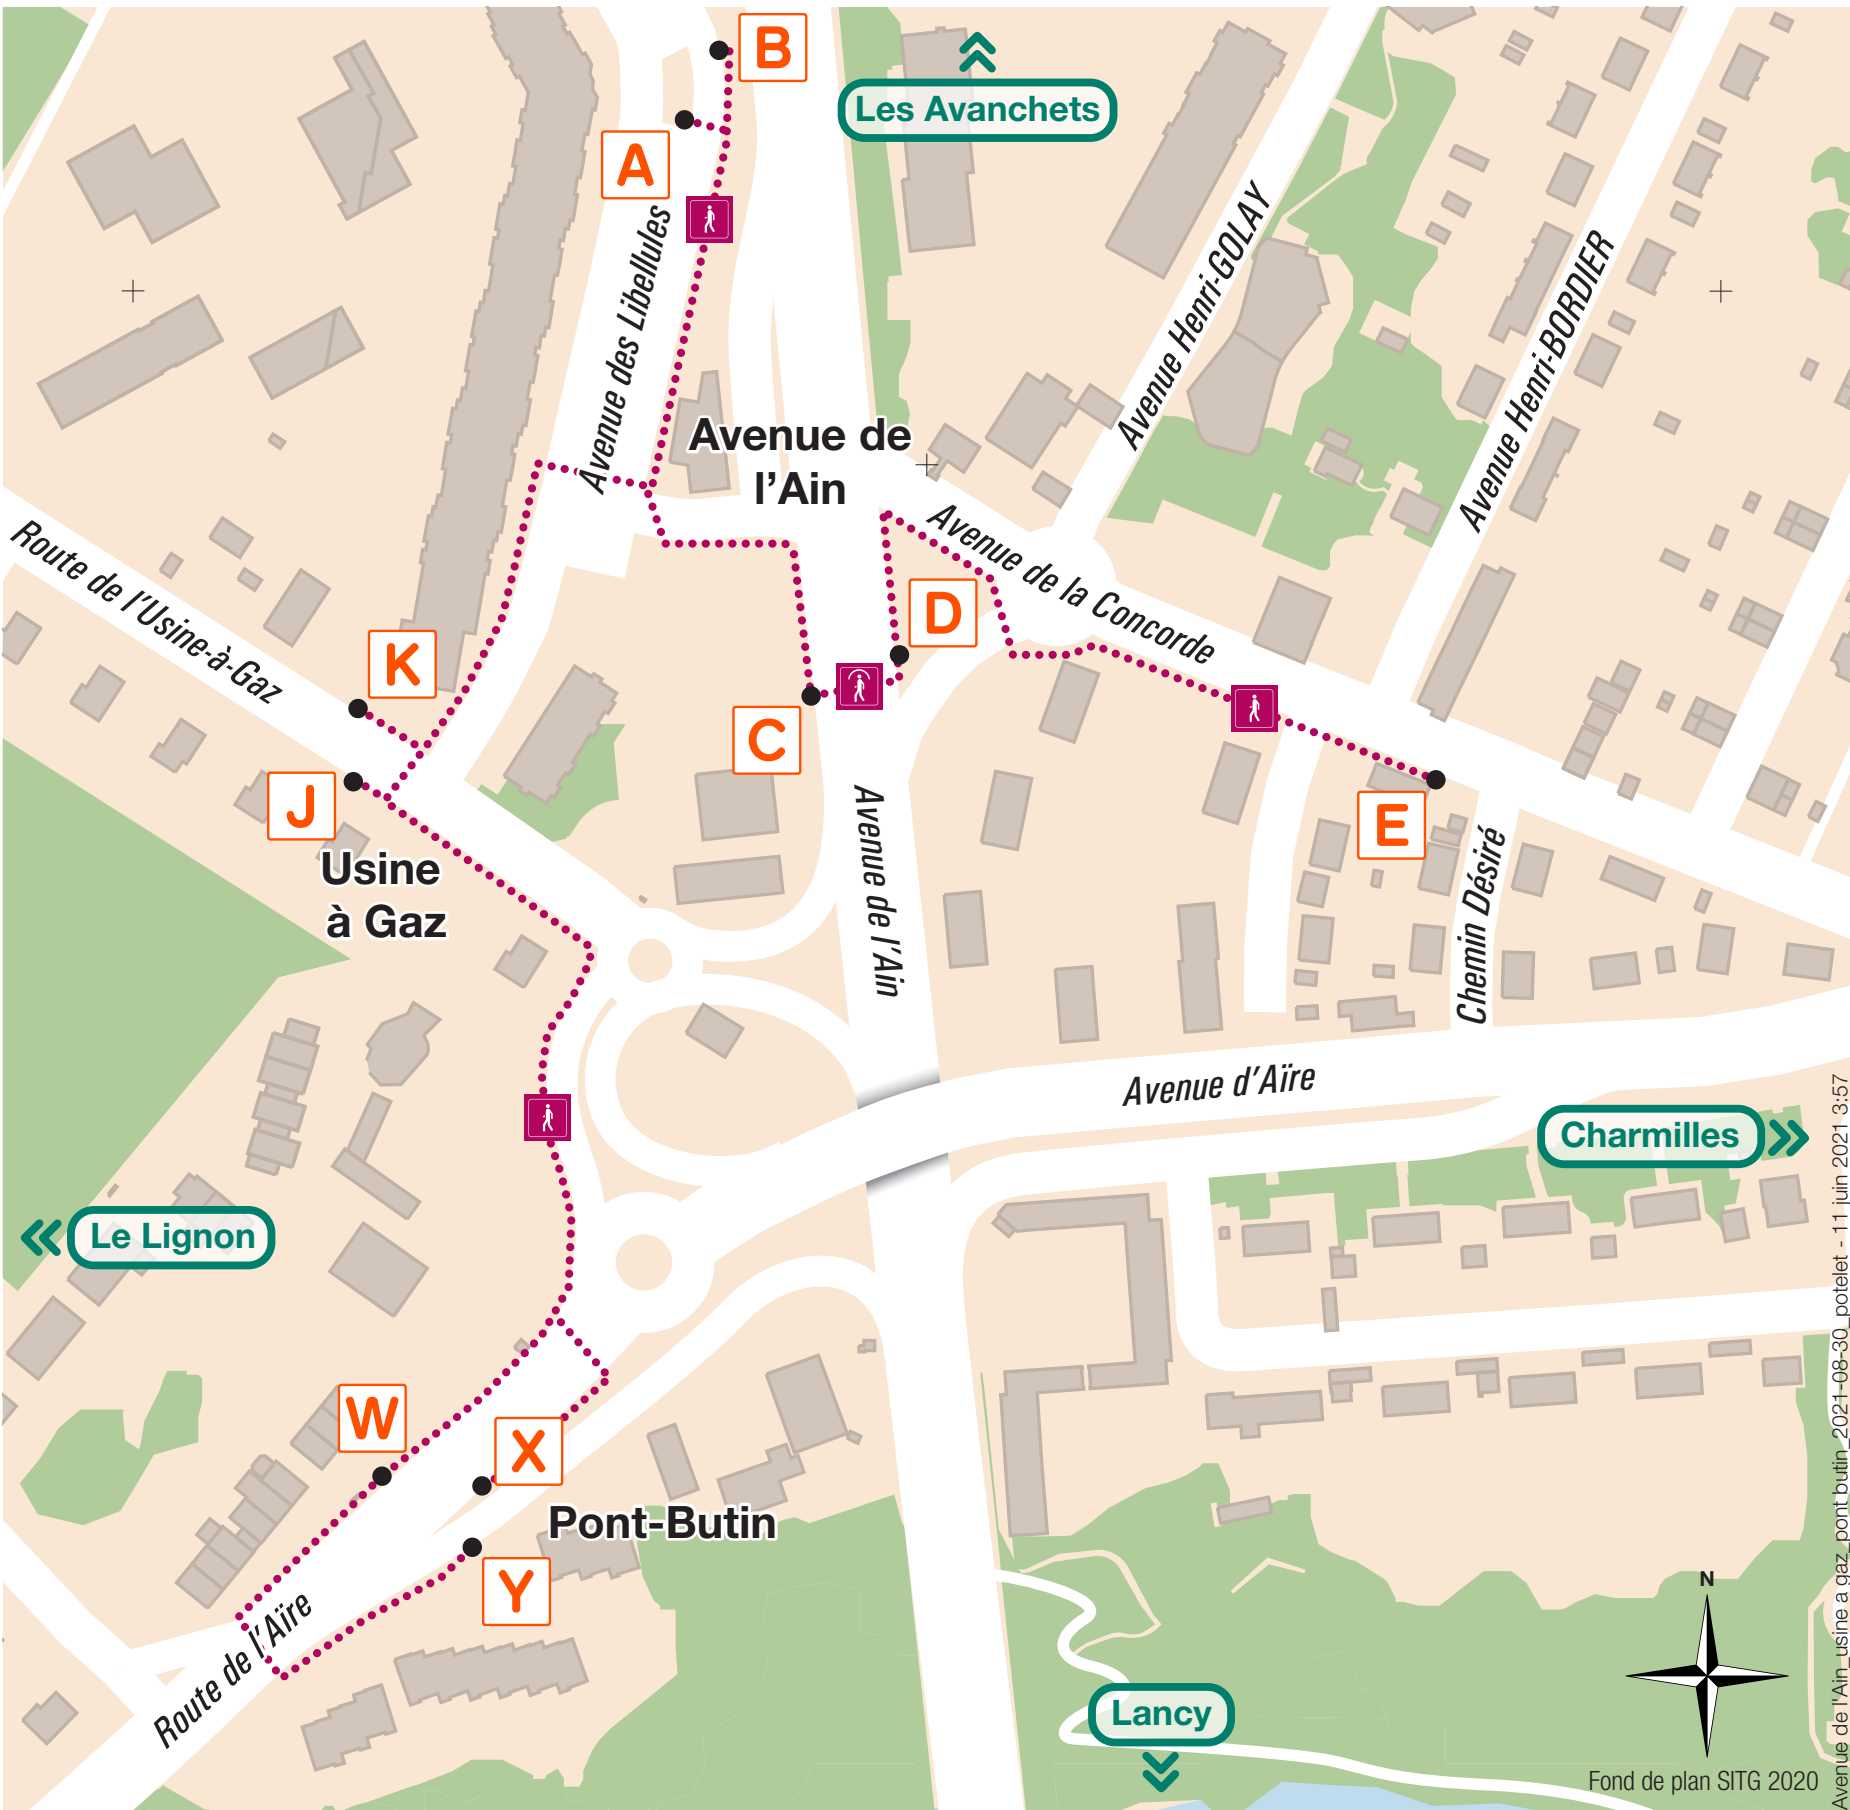 B
Les Avanchets
A
Avenue des Libellules
Avenue Henri-GOLAY
Avenue Henri-BORDIER
Avenue de
l'Ain
Route de l'Usine-à-Gaz
Avenue de la Concorde
D
K
C
J
E
Usine
à Gaz
Avenue de l'Ain
Chemin Désiré
Avenue d'Aïre
Charmilles
Le Lignon
W
X
Pont-Butin
Y
Route de l'Aïre
N
Lancy
Fond de plan SITG 2020
Avenue de l'Ain_usine a gaz_pont butin_2021-08-30_potelet - 11 juin 2021 3:57